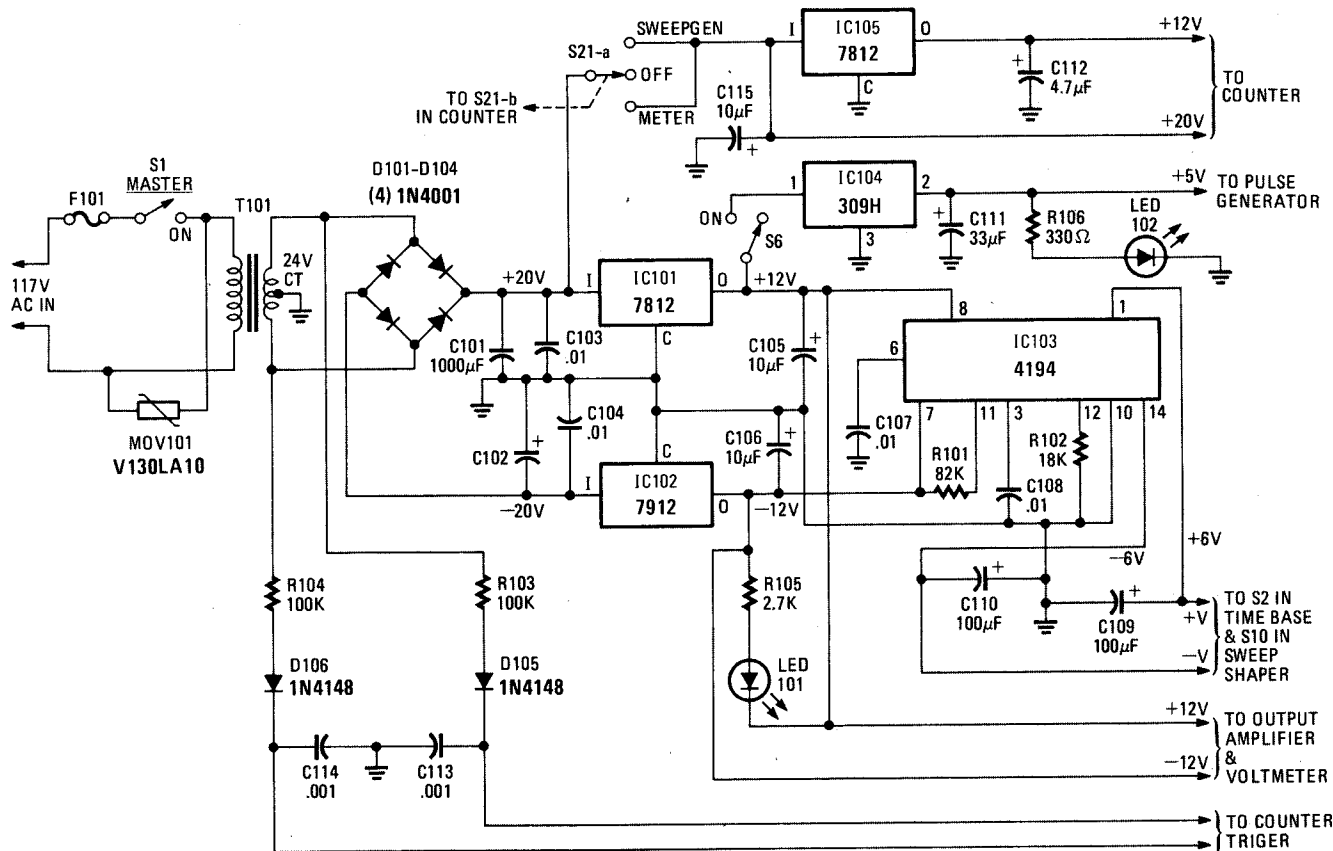 SWEEPGEN
S21-a
OFF
METER
TO S21-b
IN COUNTER
I
IC105
7812
O
C
+12V
C112
4.7µF
+
TO
COUNTER
C115
10µF
+
+20V
F101
S1
MASTER
ON
T101
24V
CT
117V
AC IN
MOV101
V130LA10
D101-D104
(4) 1N4001
+20V
ON
S6
1
IC104
309H
2
3
+5V
TO PULSE
GENERATOR
+
C111
33µF
R106
330Ω
LED
102
I
IC101
7812
O
C
+12V
C101
1000µF
C103
.01
C105
10µF
+
8
1
6
IC103
4194
7
11
3
12
10
14
C102
+
C104
.01
C106
10µF
+
C107
.01
R101
82K
C108
.01
R102
18K
C
I
IC102
7912
O
−20V
−12V
−6V
+6V
R104
100K
R103
100K
R105
2.7K
C110
100µF
+
C109
100µF
+
+V
−V
TO S2 IN
TIME BASE
& S10 IN
SWEEP
SHAPER
D106
1N4148
D105
1N4148
LED
101
+12V
−12V
TO OUTPUT
AMPLIFIER
&
VOLTMETER
C114
.001
C113
.001
TO COUNTER
TRIGER